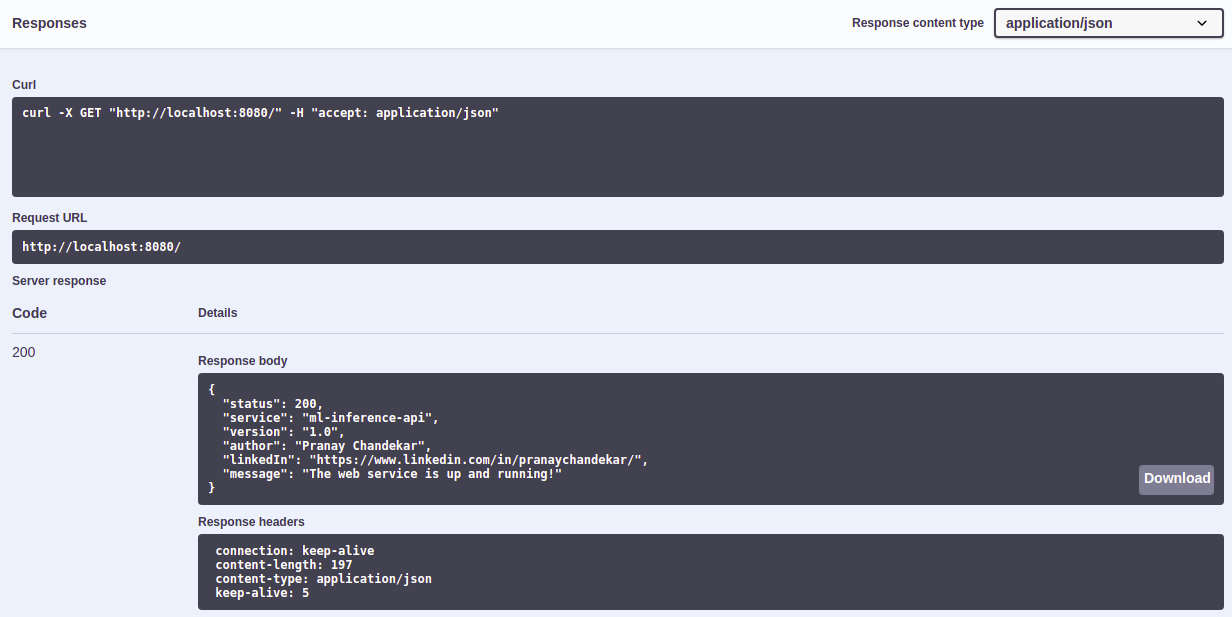 Responses
Response content type application/json
Curl
curl -X GET "http://localhost:8080/" -H "accept: application/json"
Request URL
http://localhost:8080/
Server response
Code Details
200
Response body
{
  "status": 200,
  "service": "ml-inference-api",
  "version": "1.0",
  "author": "Pranay Chandekar",
  "linkedIn": "https://www.linkedin.com/in/pranaychandekar/",
  "message": "The web service is up and running!"
}
Download
Response headers
connection: keep-alive
content-length: 197
content-type: application/json
keep-alive: 5